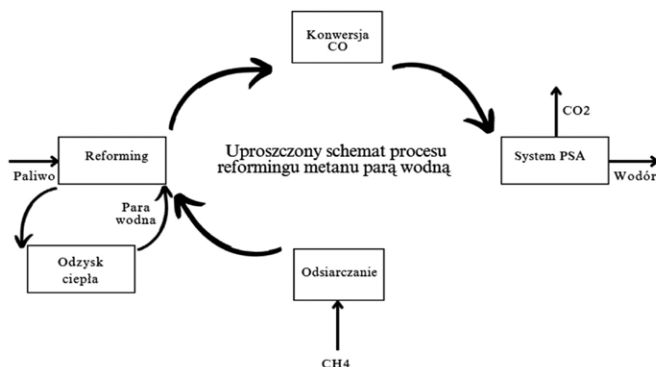 Konwersja
CO
CO2
Uproszczony schemat procesu
reformingu metanu parą wodną
Reforming
System PSA
Paliwo
Wodór
Para
wodna
Odzysk
ciepła
Odsiarczanie
CH4